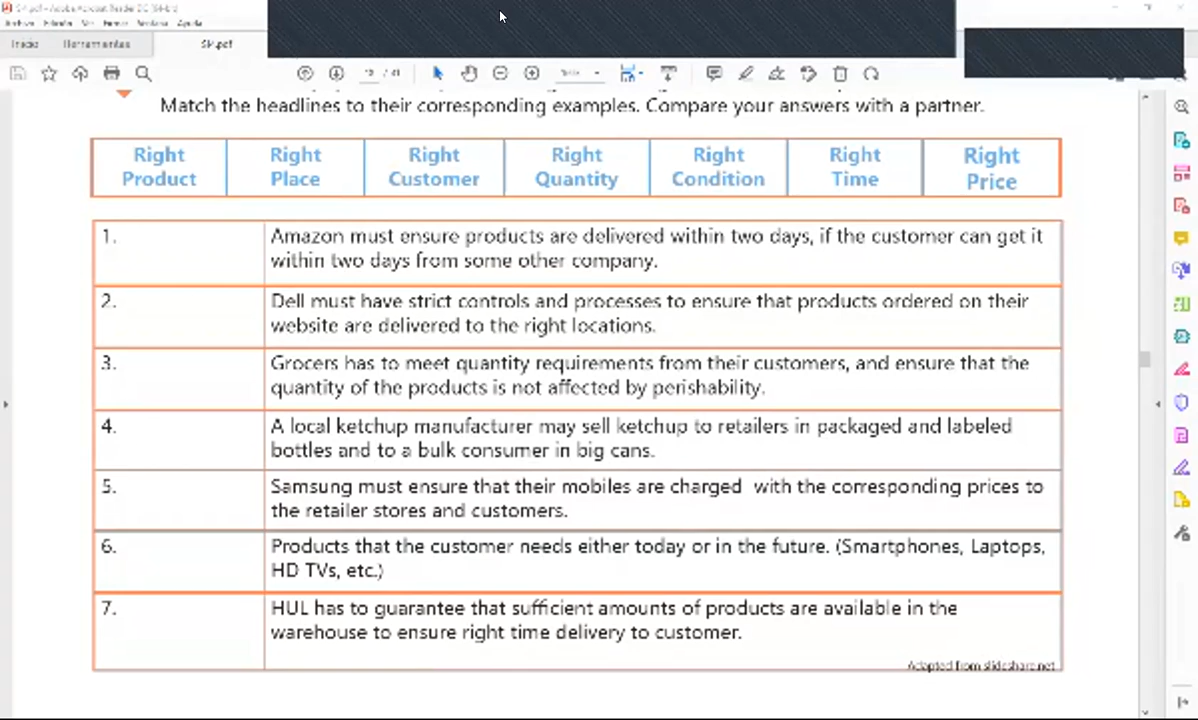 Inicio
Herramientas
SM.pdf
Match the headlines to their corresponding examples. Compare your answers with a partner.
Right Product
Right Place
Right Customer
Right Quantity
Right Condition
Right Time
Right Price
1. Amazon must ensure products are delivered within two days, if the customer can get it
within two days from some other company.
2. Dell must have strict controls and processes to ensure that products ordered on their
website are delivered to the right locations.
3. Grocers has to meet quantity requirements from their customers, and ensure that the
quantity of the products is not affected by perishability.
4. A local ketchup manufacturer may sell ketchup to retailers in packaged and labeled
bottles and to a bulk consumer in big cans.
5. Samsung must ensure that their mobiles are charged with the corresponding prices to
the retailer stores and customers.
6. Products that the customer needs either today or in the future. (Smartphones, Laptops,
HD TVs, etc.)
7. HUL has to guarantee that sufficient amounts of products are available in the
warehouse to ensure right time delivery to customer.
Adapted from slideshare.net